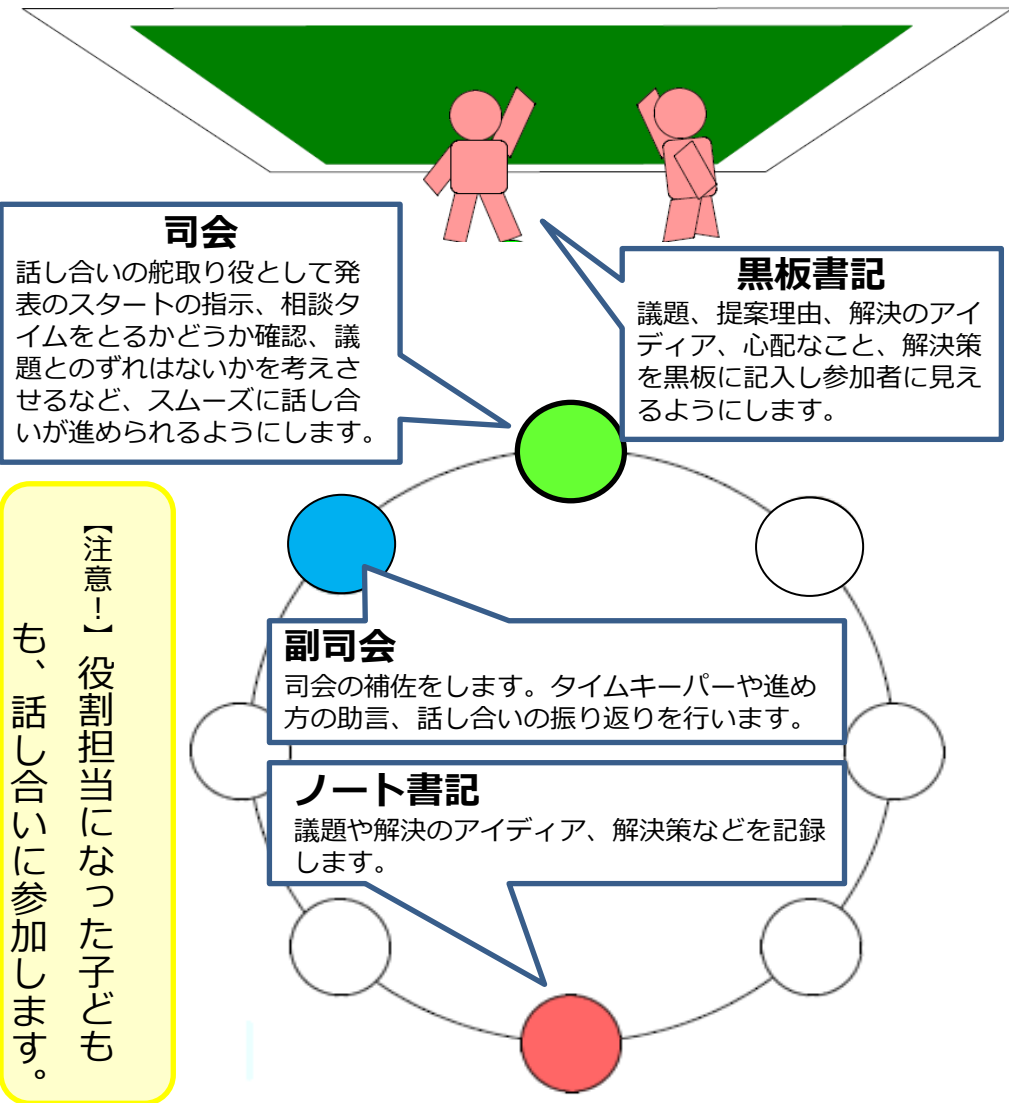 司会
話し合いの舵取り役として発
表のスタートの指示、相談タ
イムをとるかどうか確認、議
題とのずれはないかを考えさ
せるなど、スムーズに話し合
いが進められるようにします。
黒板書記
議題、提案理由、解決のアイ
ディア、心配なこと、解決策
を黒板に記入し参加者に見え
るようにします。
副司会
司会の補佐をします。タイムキーパーや進め
方の助言、話し合いの振り返りを行います。
ノート書記
議題や解決のアイディア、解決策などを記録
します。
【注意！】役割担当になった子ども
も、話し合いに参加します。